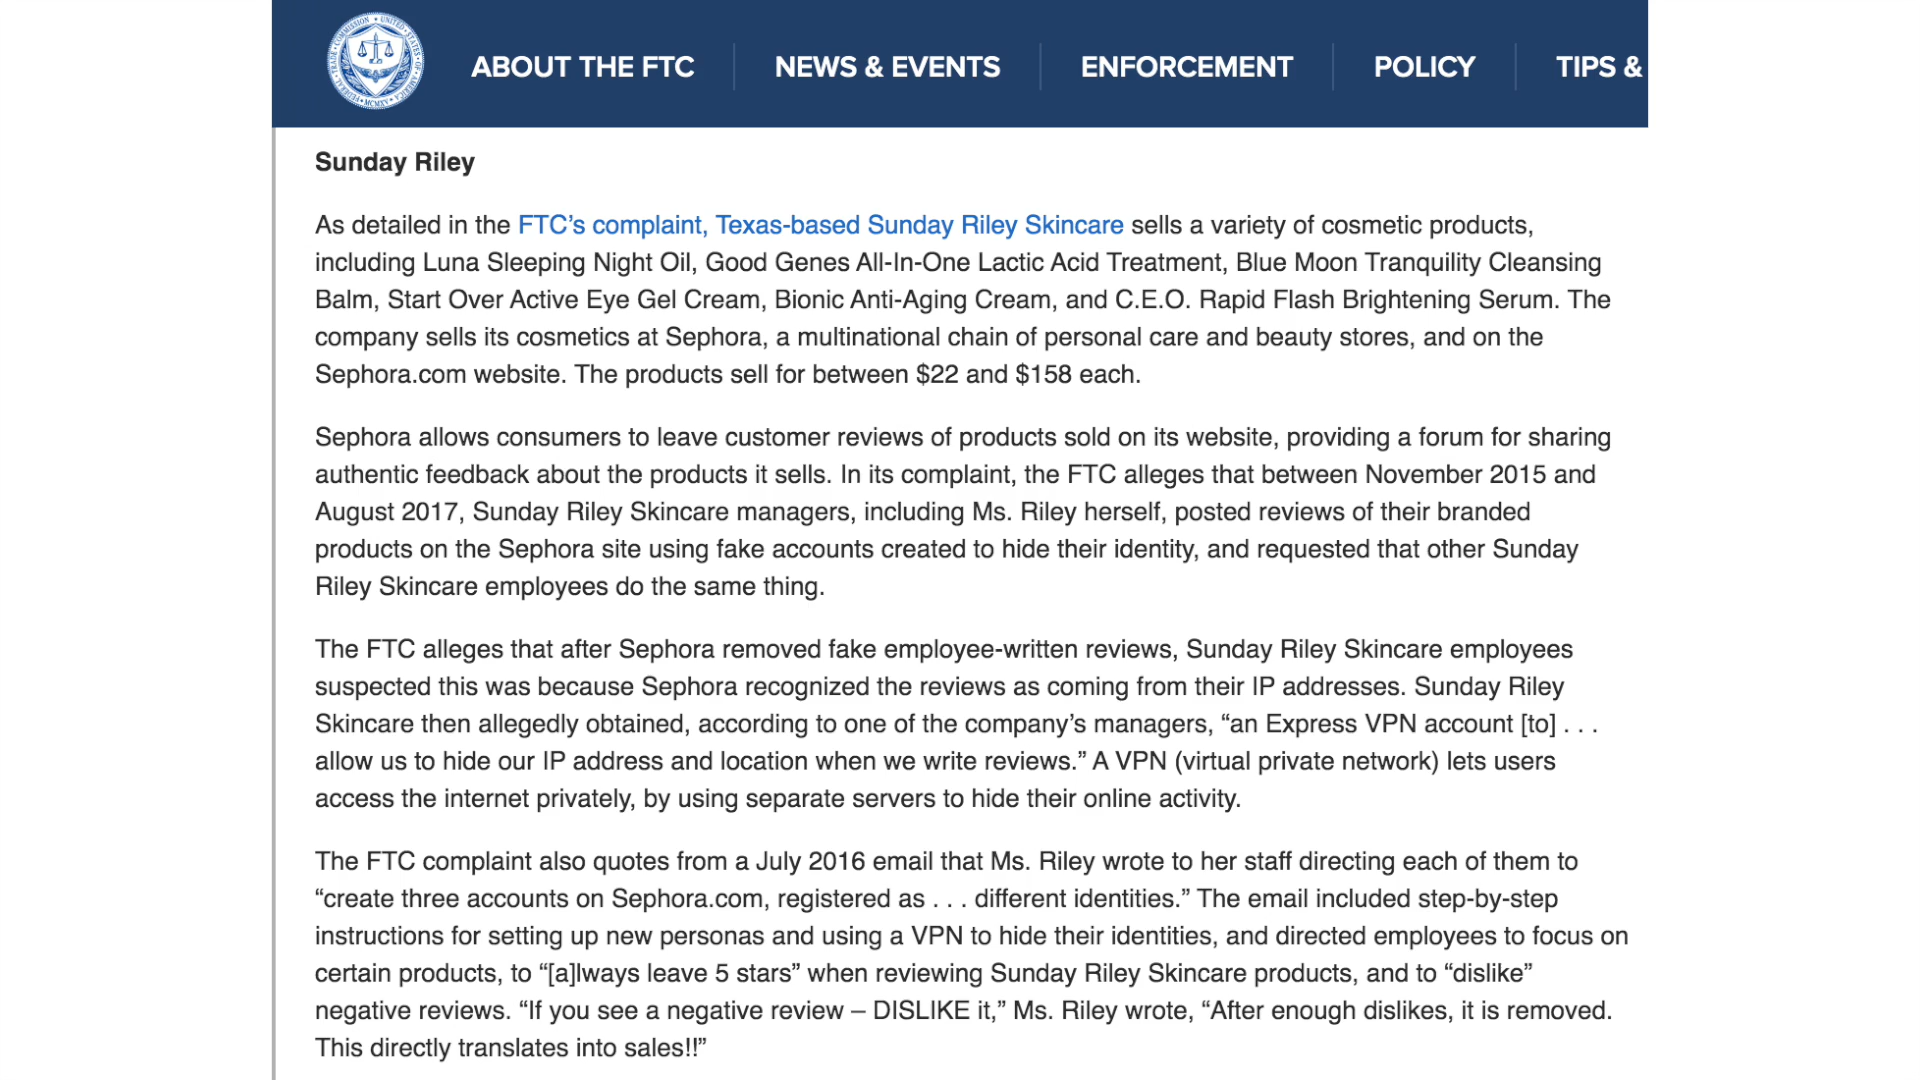 FEDERAL TRADE COMMISSION • UNITED STATES OF AMERICA • MCMXV
ABOUT THE FTC
NEWS & EVENTS
ENFORCEMENT
POLICY
TIPS &
Sunday Riley
As detailed in the FTC’s complaint, Texas-based Sunday Riley Skincare sells a variety of cosmetic products,
including Luna Sleeping Night Oil, Good Genes All-In-One Lactic Acid Treatment, Blue Moon Tranquility Cleansing
Balm, Start Over Active Eye Gel Cream, Bionic Anti-Aging Cream, and C.E.O. Rapid Flash Brightening Serum. The
company sells its cosmetics at Sephora, a multinational chain of personal care and beauty stores, and on the
Sephora.com website. The products sell for between $22 and $158 each.
Sephora allows consumers to leave customer reviews of products sold on its website, providing a forum for sharing
authentic feedback about the products it sells. In its complaint, the FTC alleges that between November 2015 and
August 2017, Sunday Riley Skincare managers, including Ms. Riley herself, posted reviews of their branded
products on the Sephora site using fake accounts created to hide their identity, and requested that other Sunday
Riley Skincare employees do the same thing.
The FTC alleges that after Sephora removed fake employee-written reviews, Sunday Riley Skincare employees
suspected this was because Sephora recognized the reviews as coming from their IP addresses. Sunday Riley
Skincare then allegedly obtained, according to one of the company’s managers, “an Express VPN account [to] . . .
allow us to hide our IP address and location when we write reviews.” A VPN (virtual private network) lets users
access the internet privately, by using separate servers to hide their online activity.
The FTC complaint also quotes from a July 2016 email that Ms. Riley wrote to her staff directing each of them to
“create three accounts on Sephora.com, registered as . . . different identities.” The email included step-by-step
instructions for setting up new personas and using a VPN to hide their identities, and directed employees to focus on
certain products, to “[a]lways leave 5 stars” when reviewing Sunday Riley Skincare products, and to “dislike”
negative reviews. “If you see a negative review – DISLIKE it,” Ms. Riley wrote, “After enough dislikes, it is removed.
This directly translates into sales!!”